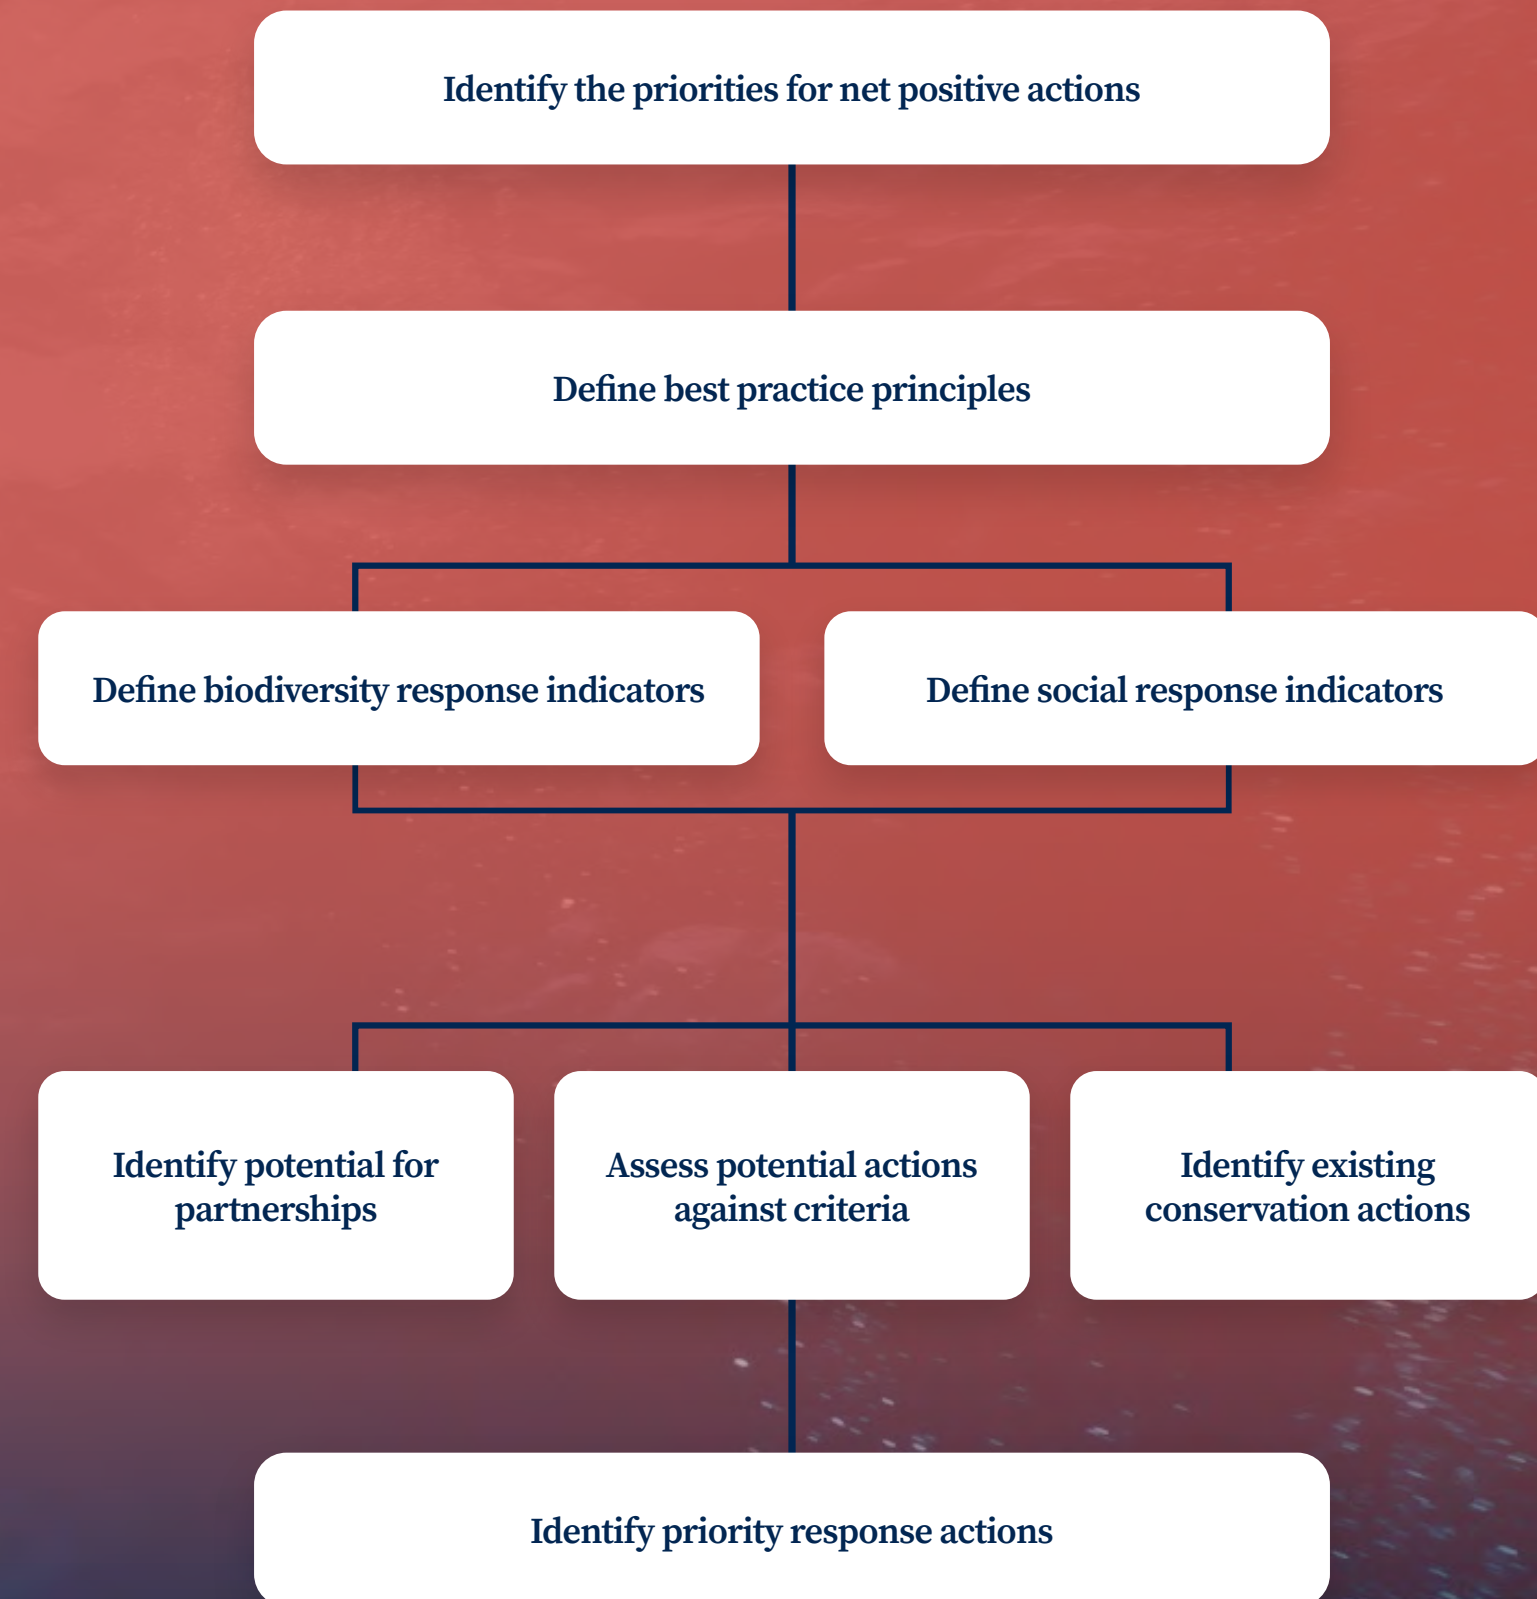 Identify the priorities for net positive actions
Define best practice principles
Define biodiversity response indicators
Define social response indicators
Identify potential for
partnerships
Assess potential actions
against criteria
Identify existing
conservation actions
Identify priority response actions